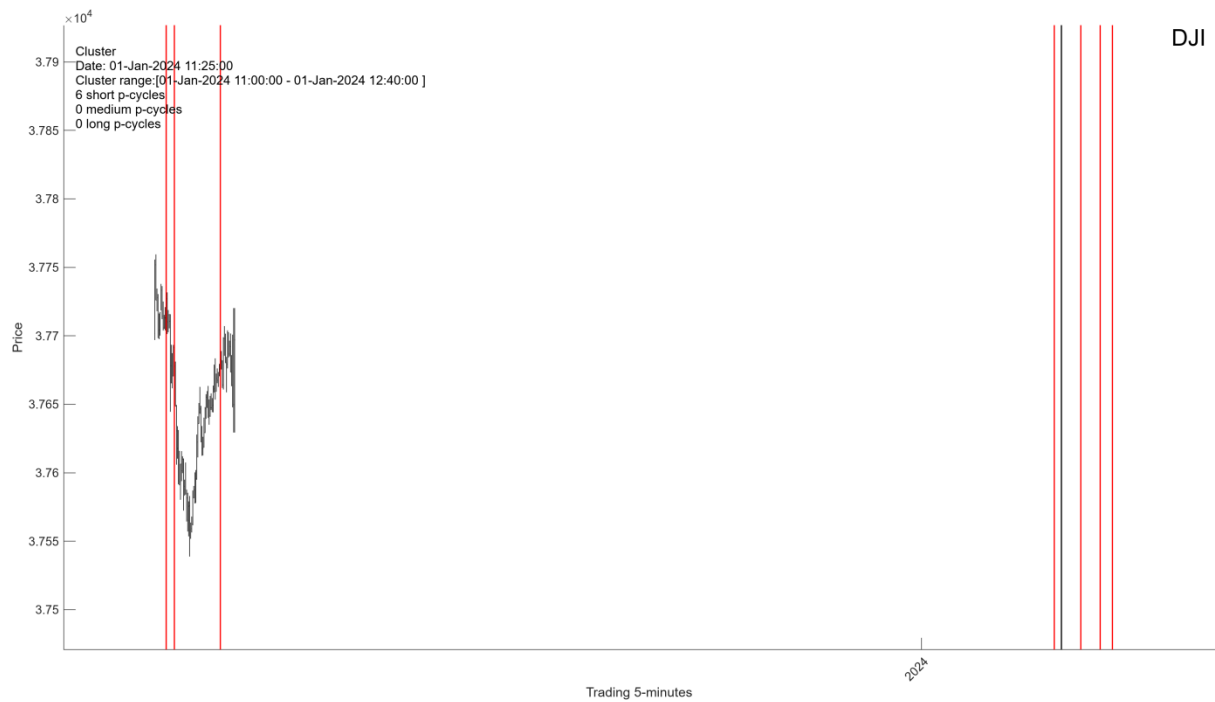 ×10⁴
DJI
Cluster
Date: 01-Jan-2024 11:25:00
Cluster range:[01-Jan-2024 11:00:00 - 01-Jan-2024 12:40:00 ]
6 short p-cycles
0 medium p-cycles
0 long p-cycles
3.79
3.785
3.78
3.775
3.77
3.765
3.76
3.755
3.75
Price
2024
Trading 5-minutes